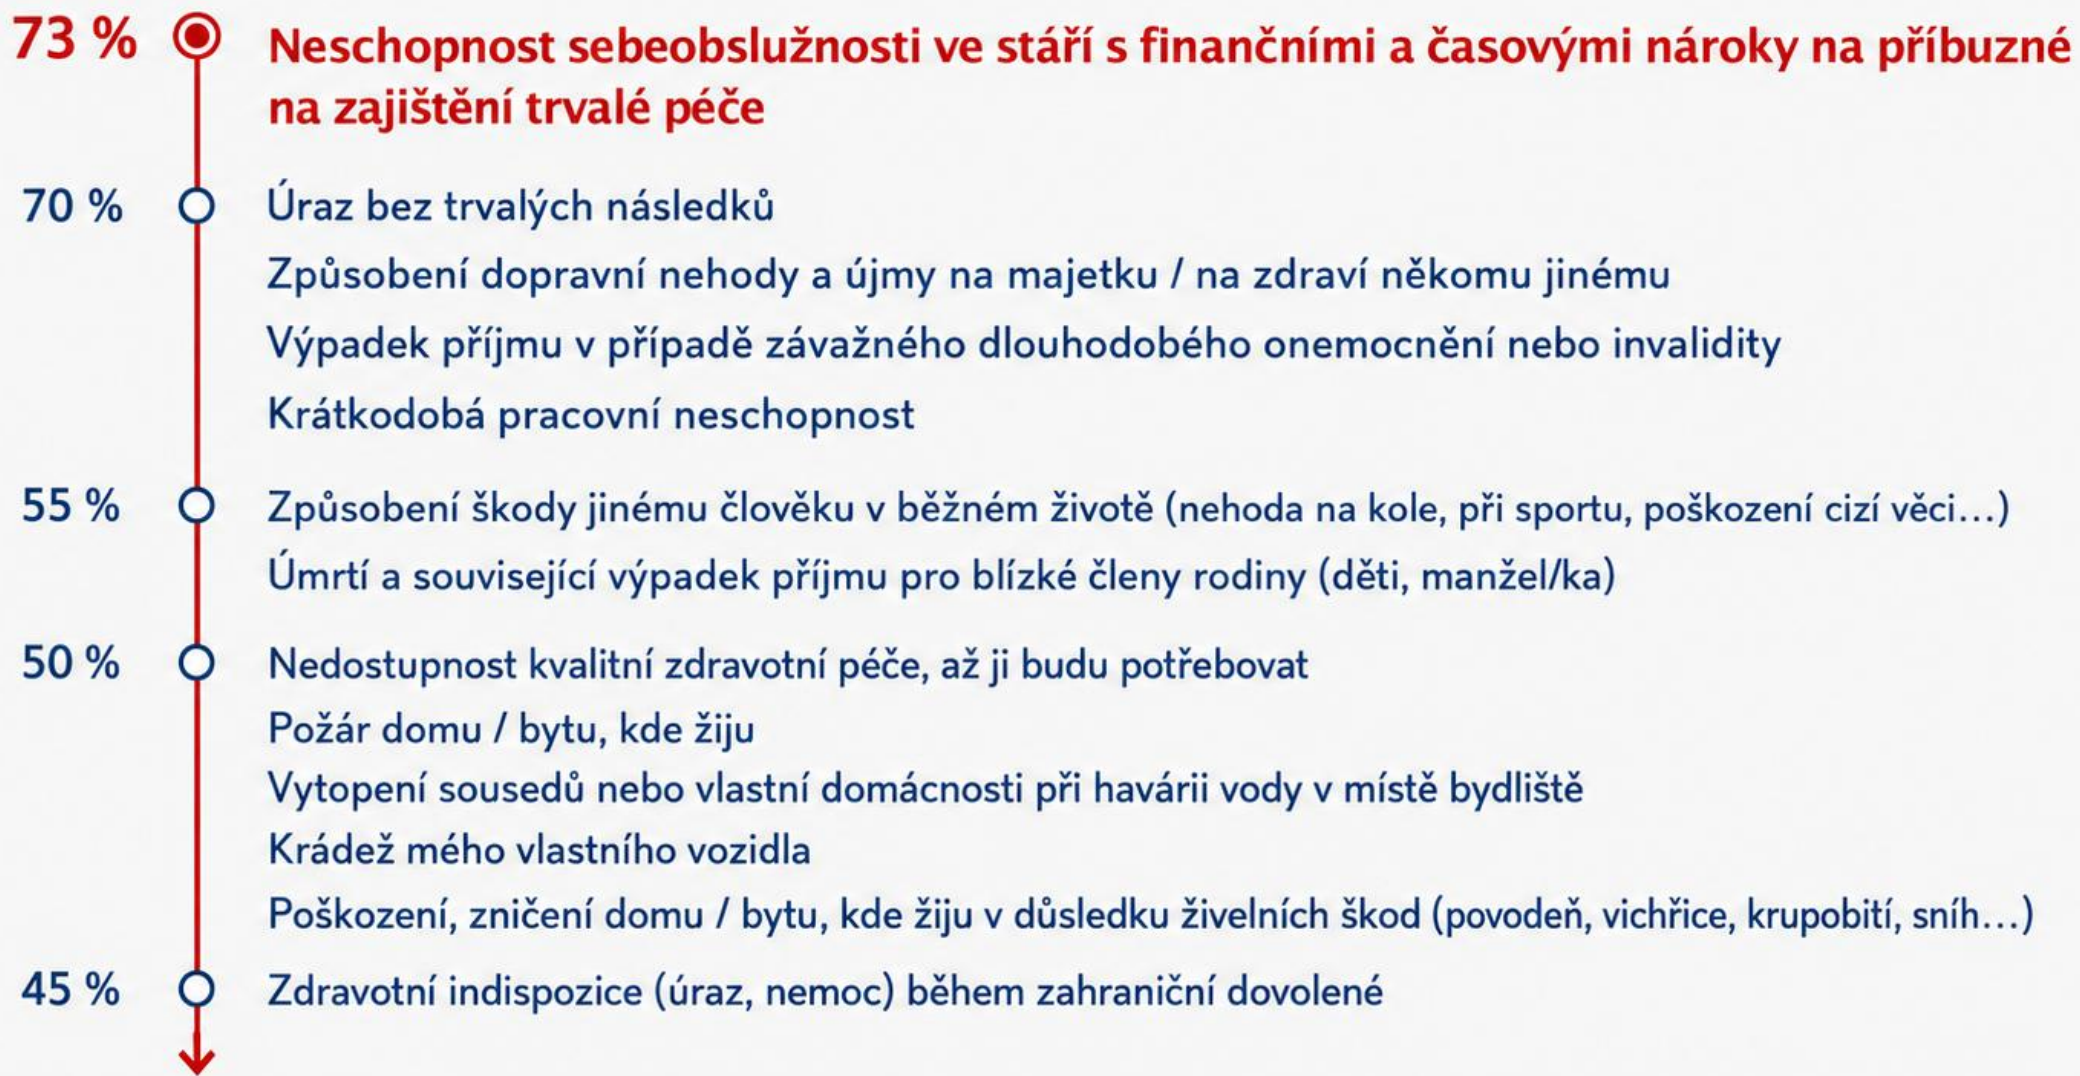 73 % Neschopnost sebeobslužnosti ve stáří s finančními a časovými nároky na příbuzné
na zajištění trvalé péče
70 % Úraz bez trvalých následků
Způsobení dopravní nehody a újmy na majetku / na zdraví někomu jinému
Výpadek příjmu v případě závažného dlouhodobého onemocnění nebo invalidity
Krátkodobá pracovní neschopnost
55 % Způsobení škody jinému člověku v běžném životě (nehoda na kole, při sportu, poškození cizí věci...)
Úmrtí a související výpadek příjmu pro blízké členy rodiny (děti, manžel/ka)
50 % Nedostupnost kvalitní zdravotní péče, až ji budu potřebovat
Požár domu / bytu, kde žiju
Vytopení sousedů nebo vlastní domácnosti při havárii vody v místě bydliště
Krádež mého vlastního vozidla
Poškození, zničení domu / bytu, kde žiju v důsledku živelních škod (povodeň, vichřice, krupobití, sníh...)
45 % Zdravotní indispozice (úraz, nemoc) během zahraniční dovolené